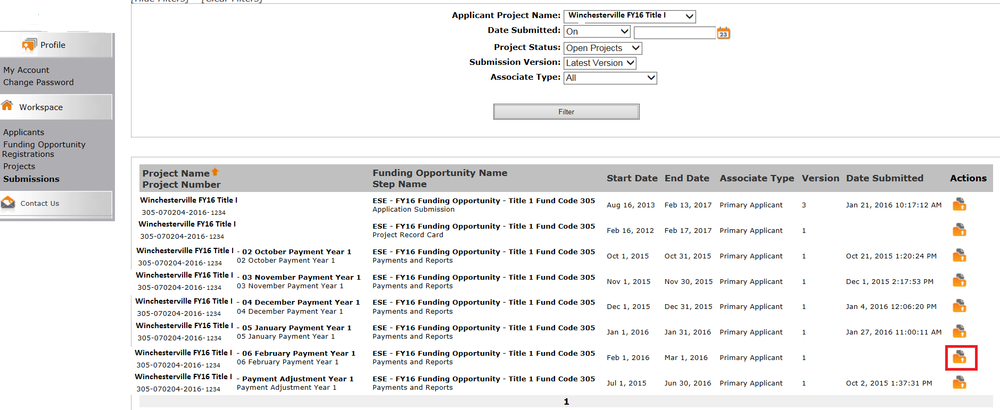 [Hide Filters] [Clear Filters]
Applicant Project Name: Winchesterville FY16 Title I
Date Submitted: On 23
Project Status: Open Projects
Submission Version: Latest Version
Associate Type: All
Filter
Profile
My Account
Change Password
Workspace
Applicants
Funding Opportunity
Registrations
Projects
Submissions
Contact Us
Project Name Funding Opportunity Name
Project Number Step Name Start Date End Date Associate Type Version Date Submitted Actions
Winchesterville FY16 Title I ESE - FY16 Funding Opportunity - Title 1 Fund Code 305
305-070204-2016-1234 Application Submission Aug 16, 2013 Feb 13, 2017 Primary Applicant 3 Jan 21, 2016 10:17:12 AM
Winchesterville FY16 Title I ESE - FY16 Funding Opportunity - Title 1 Fund Code 305
305-070204-2016-1234 Project Record Card Feb 16, 2012 Feb 17, 2017 Primary Applicant 1
Winchesterville FY16 Title I - 02 October Payment Year 1 ESE - FY16 Funding Opportunity - Title 1 Fund Code 305
305-070204-2016-1234 02 October Payment Year 1 Payments and Reports Oct 1, 2015 Oct 31, 2015 Primary Applicant 1 Oct 21, 2015 1:20:24 PM
Winchesterville FY16 Title I - 03 November Payment Year 1 ESE - FY16 Funding Opportunity - Title 1 Fund Code 305
305-070204-2016-1234 03 November Payment Year 1 Payments and Reports Nov 1, 2015 Nov 30, 2015 Primary Applicant 1 Dec 1, 2015 2:17:53 PM
Winchesterville FY16 Title I - 04 December Payment Year 1 ESE - FY16 Funding Opportunity - Title 1 Fund Code 305
305-070204-2016-1234 04 December Payment Year 1 Payments and Reports Dec 1, 2015 Dec 31, 2015 Primary Applicant 1 Jan 4, 2016 12:06:20 PM
Winchesterville FY16 Title I - 05 January Payment Year 1 ESE - FY16 Funding Opportunity - Title 1 Fund Code 305
305-070204-2016-1234 05 January Payment Year 1 Payments and Reports Jan 1, 2016 Jan 31, 2016 Primary Applicant 1 Jan 27, 2016 11:00:11 AM
Winchesterville FY16 Title I - 06 February Payment Year 1 ESE - FY16 Funding Opportunity - Title 1 Fund Code 305
305-070204-2016-1234 06 February Payment Year 1 Payments and Reports Feb 1, 2016 Mar 1, 2016 Primary Applicant 1
Winchesterville FY16 Title I - Payment Adjustment Year 1 ESE - FY16 Funding Opportunity - Title 1 Fund Code 305
305-070204-2016-1234 Payment Adjustment Year 1 Payments and Reports Jul 1, 2015 Jun 30, 2016 Primary Applicant 1 Oct 2, 2015 1:37:31 PM
1